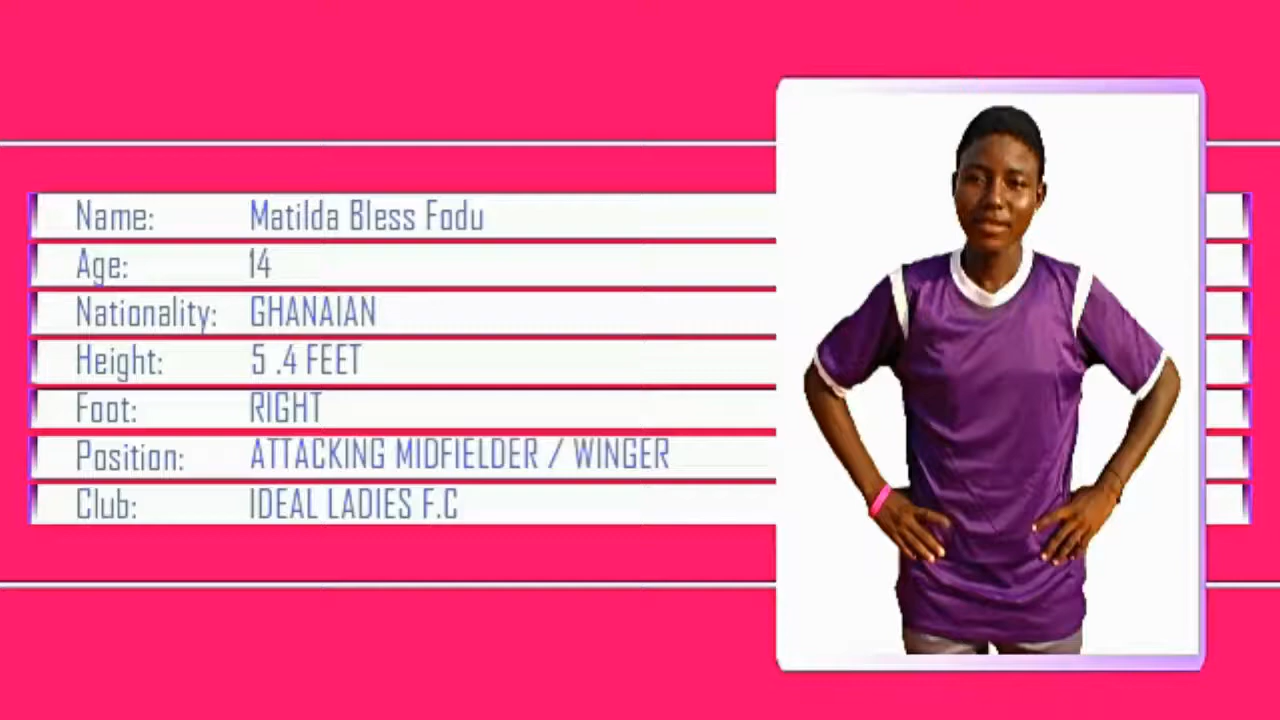 Name: Matilda Bless Fodu
Age: 14
Nationality: GHANAIAN
Height: 5 .4 FEET
Foot: RIGHT
Position: ATTACKING MIDFIELDER / WINGER
Club: IDEAL LADIES F.C